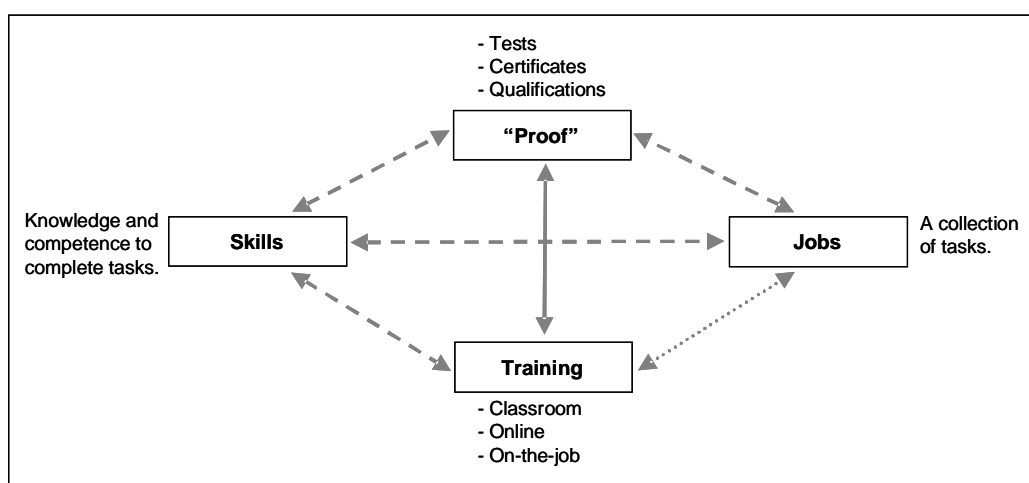 - Tests
- Certificates
- Qualifications
“Proof”
Knowledge and
competence to
complete tasks.
Skills
Jobs
A collection
of tasks.
Training
- Classroom
- Online
- On-the-job